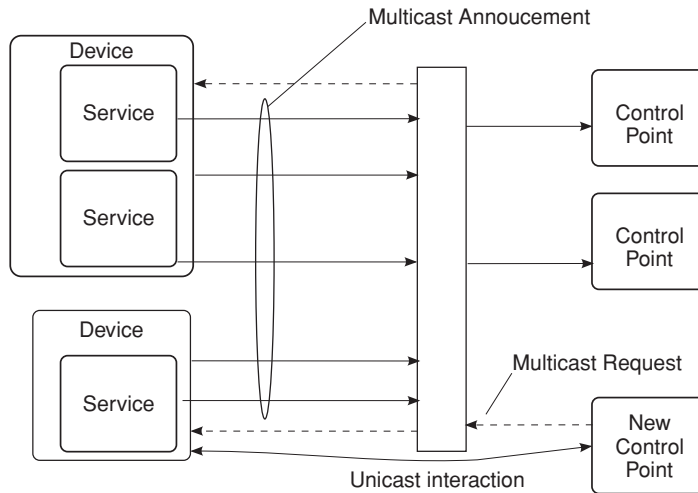 Multicast Annoucement
Device
Service
Service
Control
Point
Control
Point
Device
Service
Multicast Request
New
Control
Point
Unicast interaction